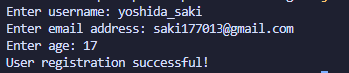 Enter username: yoshida_saki
Enter email address: saki177013@gmail.com
Enter age: 17
User registration successful!